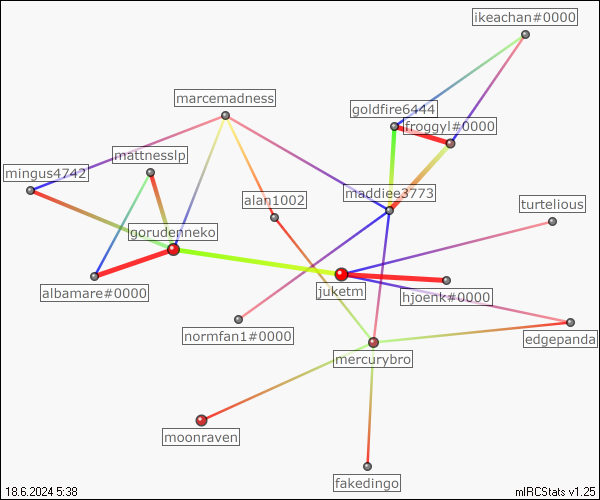 ikeachan#0000
marcemadness
goldfire6444
froggyl#0000
mattnesslp
mingus4742
alan1002
maddiee3773
turtelious
gorudenneko
albamare#0000
juketm
hjoenk#0000
normfan1#0000
edgepanda
mercurybro
moonraven
fakedingo
18.6.2024 5:38
mIRCStats v1.25